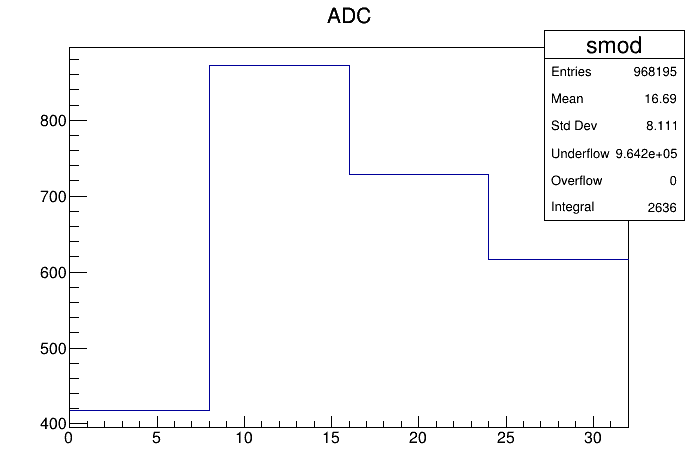 ADC
smod
Entries 968195
Mean 16.69
Std Dev 8.111
Underflow 9.642e+05
Overflow 0
Integral 2636
800
700
600
500
400
0 5 10 15 20 25 30